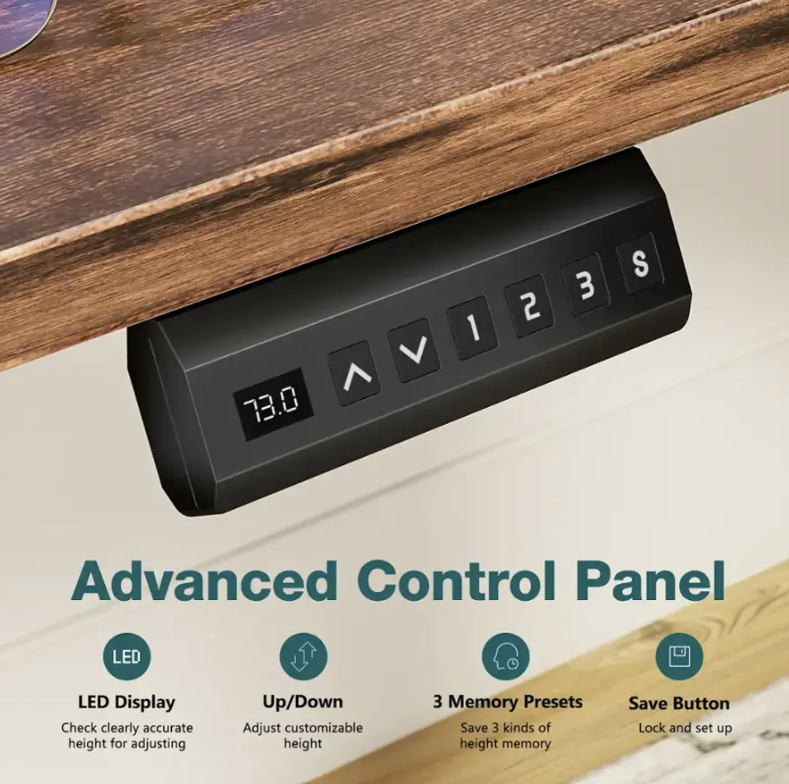 73.0
1
2
3
S
Advanced Control Panel
LED
LED Display
Check clearly accurate
height for adjusting
Up/Down
Adjust customizable
height
3 Memory Presets
Save 3 kinds of
height memory
Save Button
Lock and set up